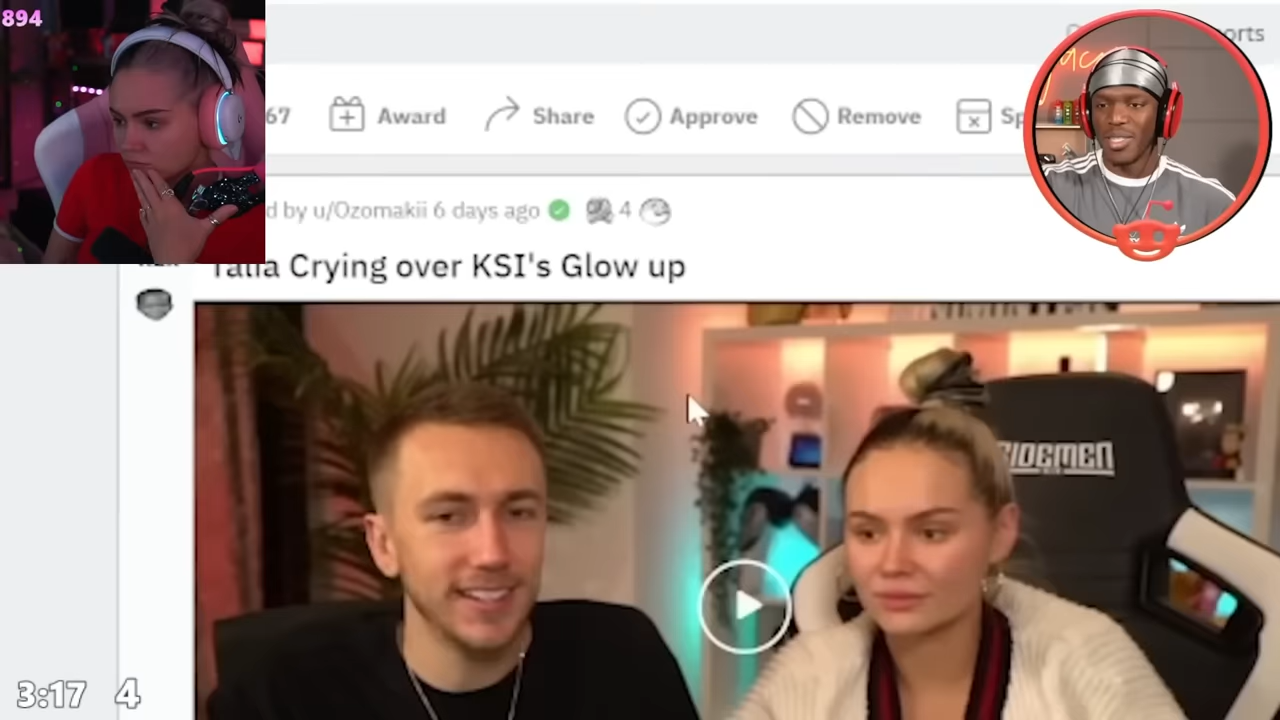 894
67 Award Share Approve Remove Sp
orts
d by u/Ozomakii 6 days ago 4
Talia Crying over KSI's Glow up
SIDEMEN
3:17 4